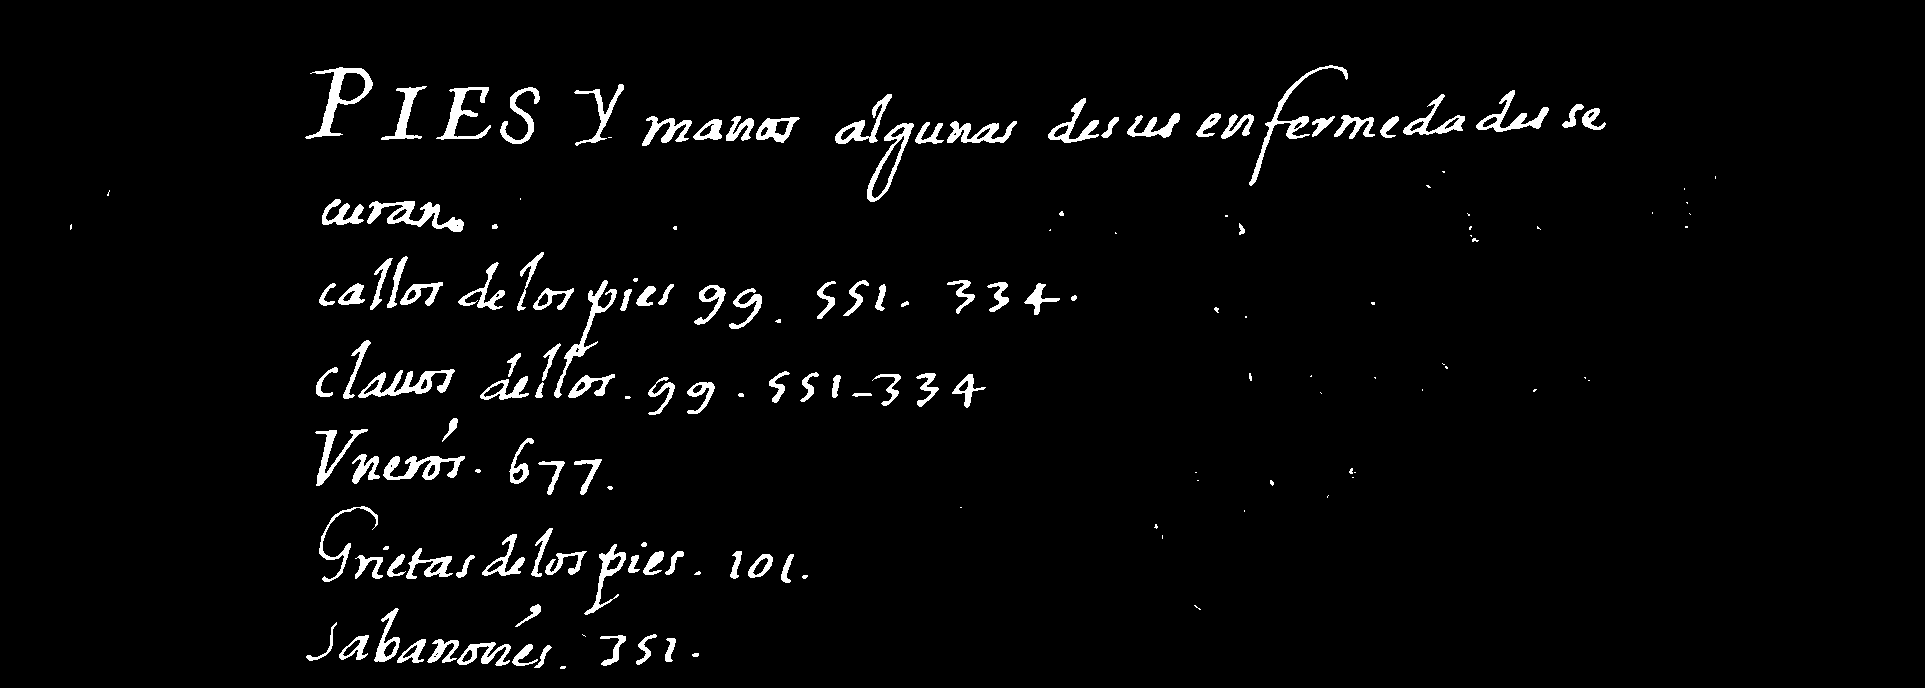 PIES Y manos algunas desus enfermedades se
curan.
callos delos pies 99. 551. 334.
clauos dellos. 99. 551-334
Vnerós. 677.
Grietas delos pies. 101.
sabanonés. 351.